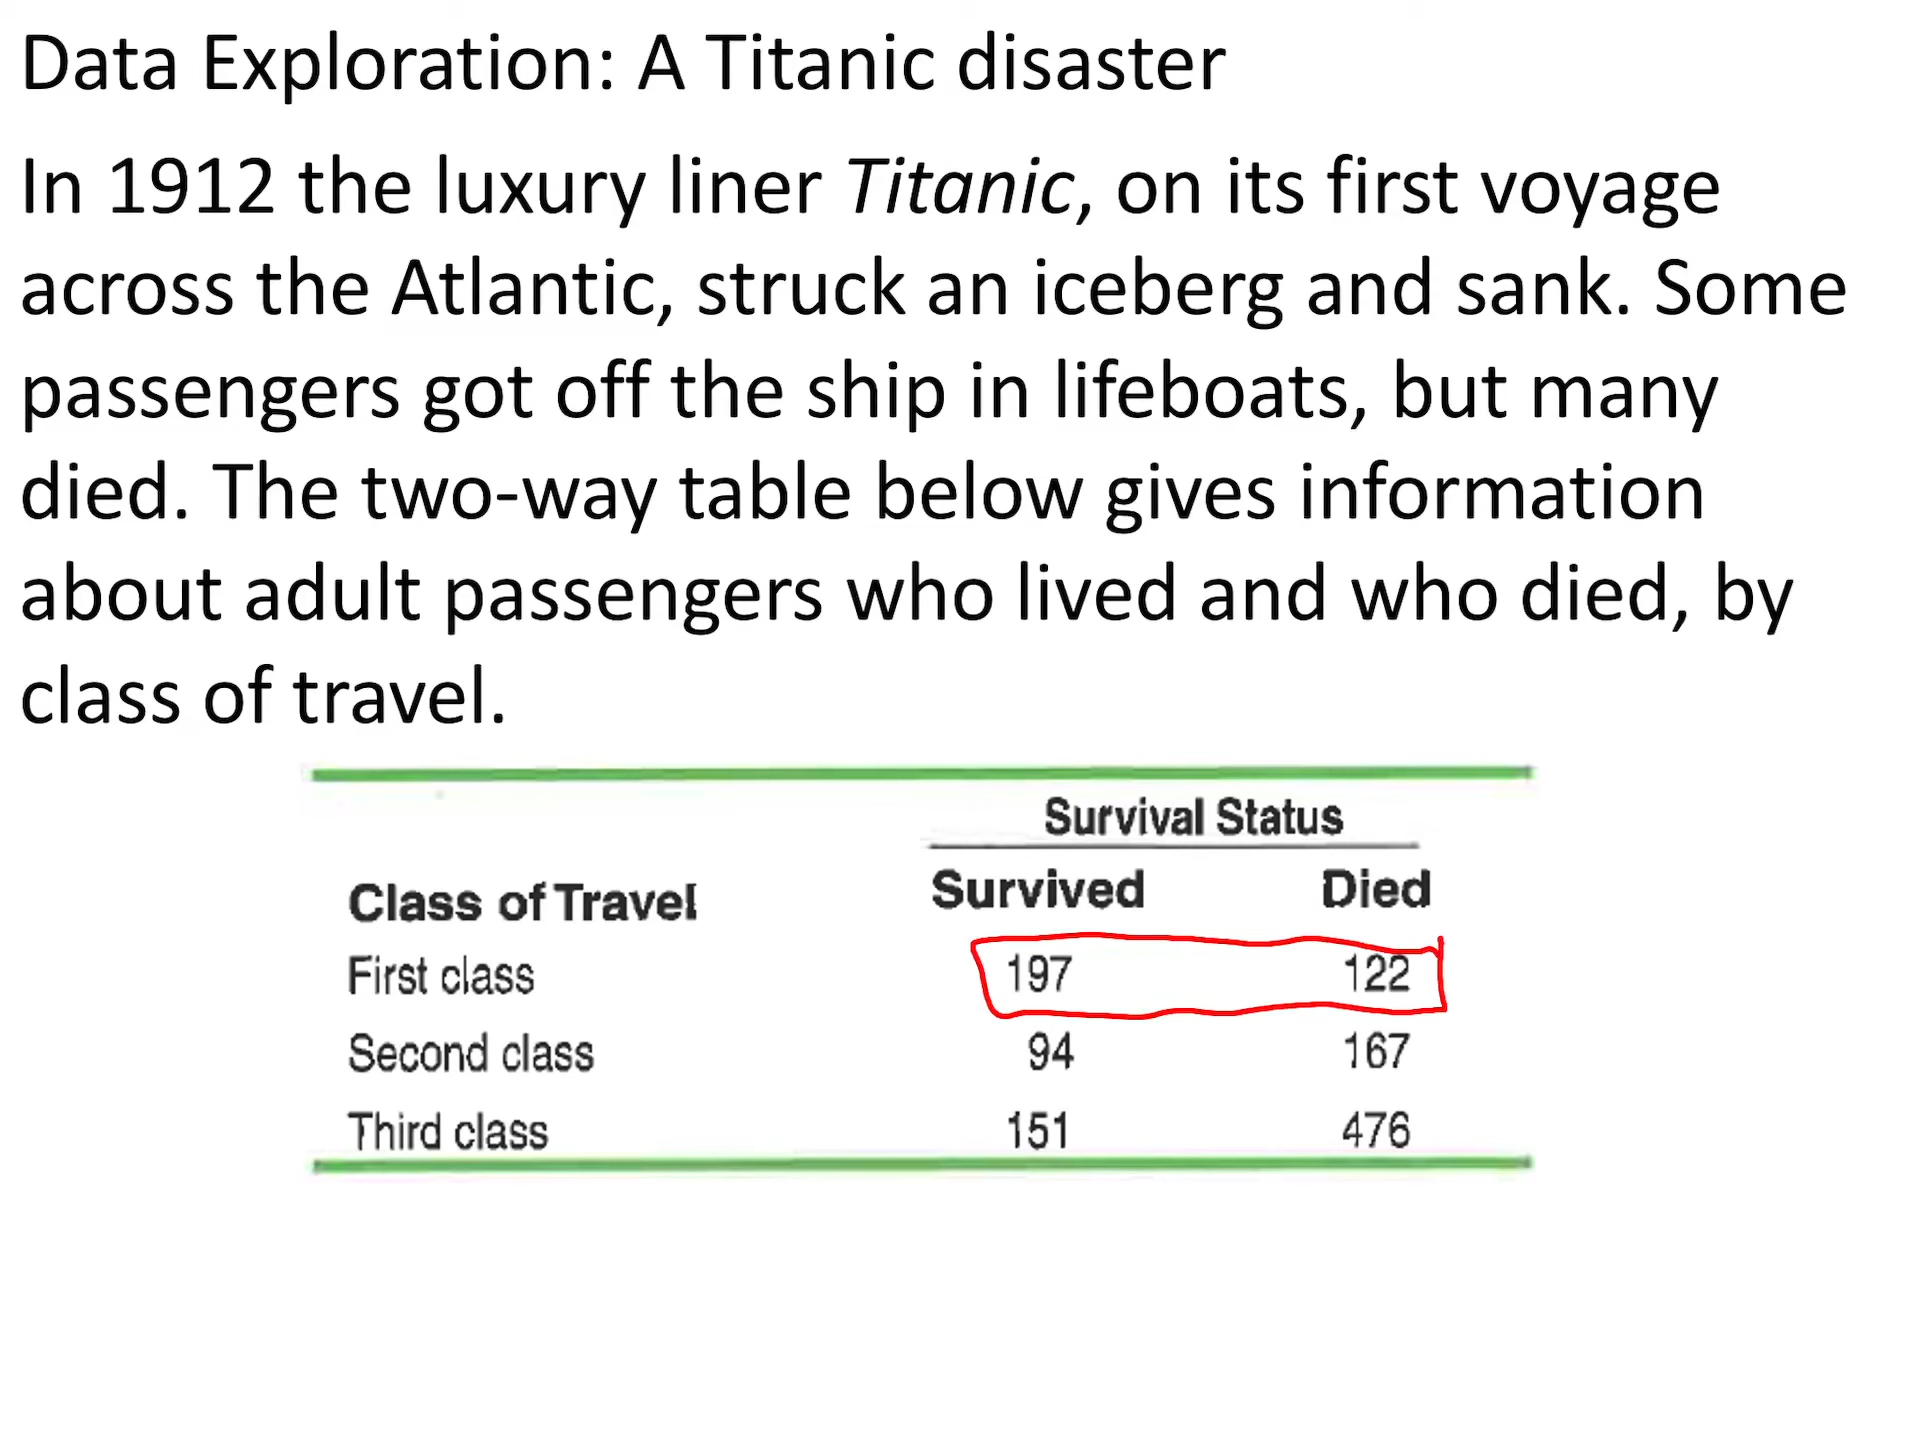 Data Exploration: A Titanic disaster
In 1912 the luxury liner Titanic, on its first voyage
across the Atlantic, struck an iceberg and sank. Some
passengers got off the ship in lifeboats, but many
died. The two-way table below gives information
about adult passengers who lived and who died, by
class of travel.
Survival Status
Class of Travel Survived Died
First class 197 122
Second class 94 167
Third class 151 476